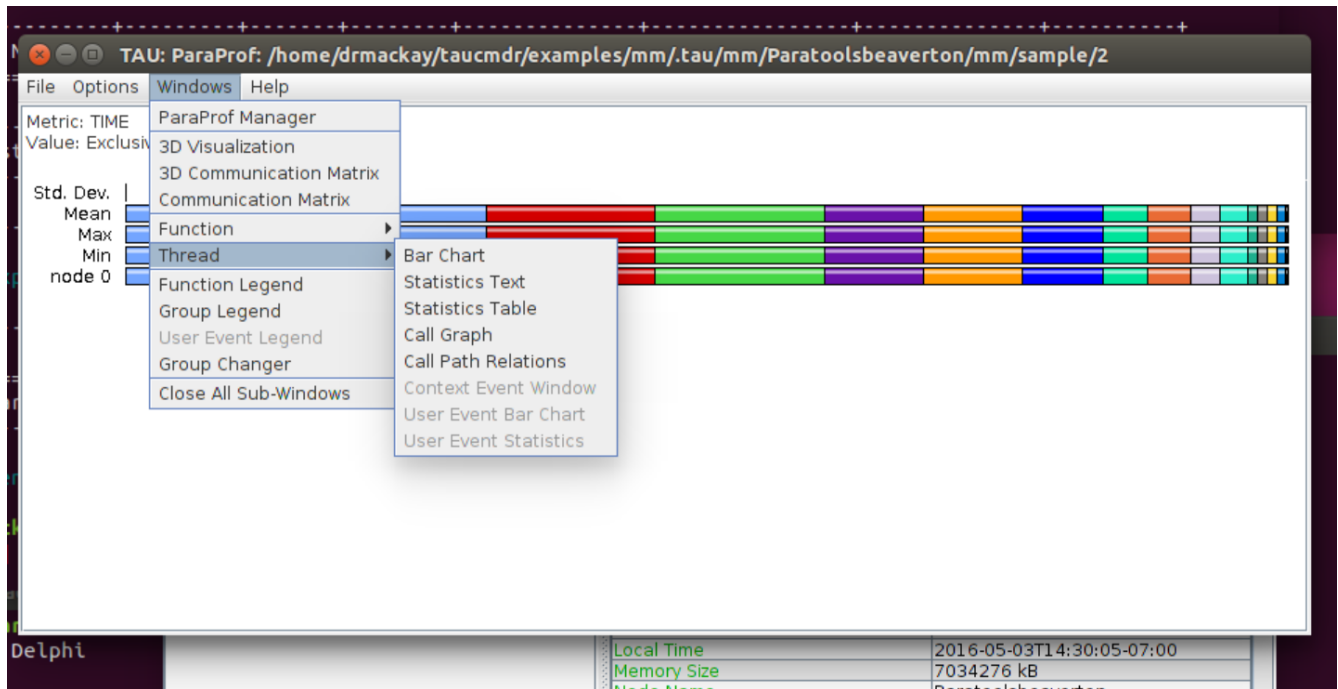 TAU: ParaProf: /home/drmackay/taucmdr/examples/mm/.tau/mm/Paratoolsbeaverton/mm/sample/2
File Options Windows Help
Metric: TIME
Value:
Std. Dev.
Mean
Max
Min
node 0
ParaProf Manager
3D Visualization
3D Communication Matrix
Communication Matrix
Function
Thread
Function Legend
Group Legend
User Event Legend
Group Changer
Close All Sub-Windows
Bar Chart
Statistics Text
Statistics Table
Call Graph
Call Path Relations
Context Event Window
User Event Bar Chart
User Event Statistics
Delphi
Local Time 2016-05-03T14:30:05-07:00
Memory Size 7034276 kB
Node Name Paratoolsbeaverton